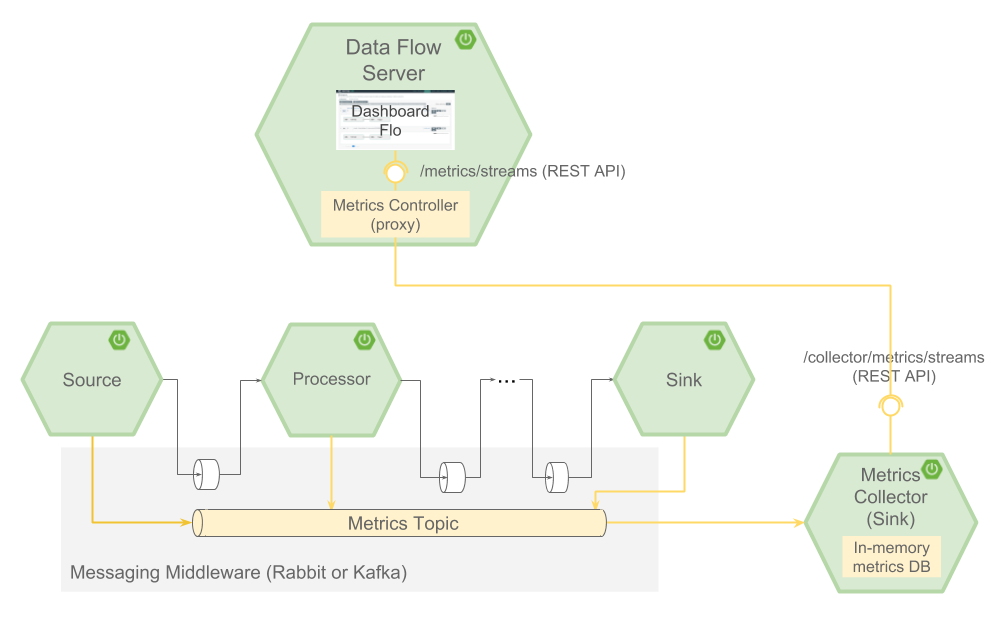 Data Flow
Server
Dashboard
Flo
/metrics/streams (REST API)
Metrics Controller
(proxy)
Source
Processor
...
Sink
/collector/metrics/streams
(REST API)
Metrics
Collector
(Sink)
In-memory
metrics DB
Metrics Topic
Messaging Middleware (Rabbit or Kafka)